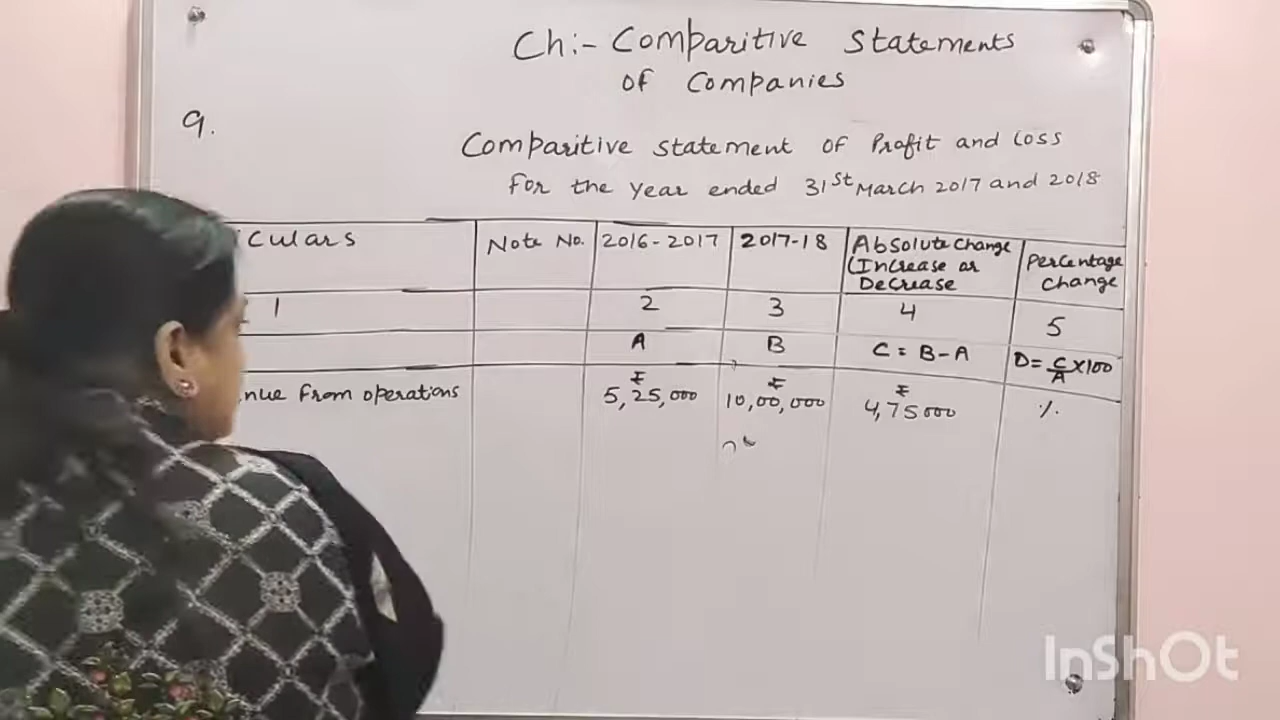 Ch:- Comparitive Statements
of Companies
9.
Comparitive statement of Profit and Loss
For the year ended 31st March 2017 and 2018
culars Note No. 2016-2017 2017-18 Absolute Change (Increase or Decrease Percentage change
1 2 3 4 5
A B C = B - A D = C/A x 100
nue from operations ₹ 5,25,000 ₹ 10,00,000 ₹ 4,75000 %
InShOt